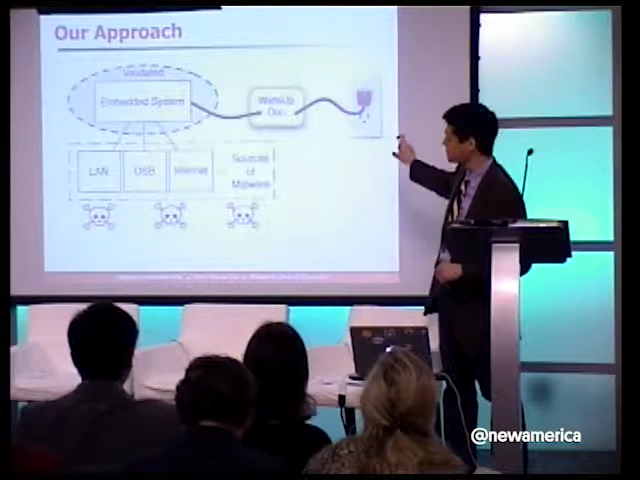 Our Approach
Validated
Embedded System
WattsUp
Doc
LAN
USB
Internet
Sources
of
Malware
@newamerica